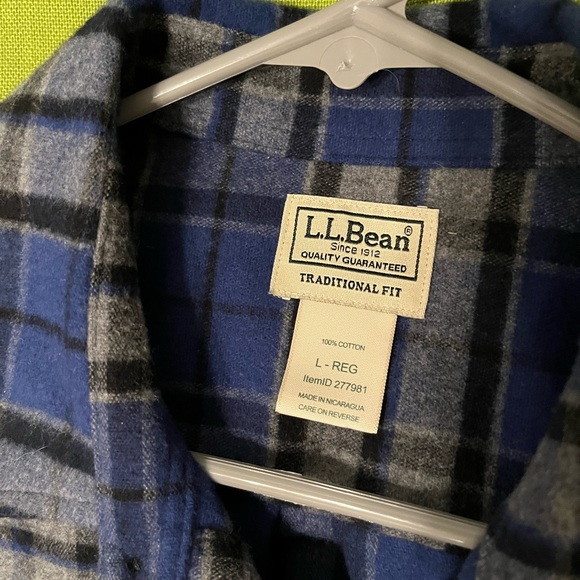 L.L.Bean®
Since 1912
QUALITY GUARANTEED
TRADITIONAL FIT
100% COTTON
L - REG
ItemID 277981
MADE IN NICARAGUA
CARE ON REVERSE